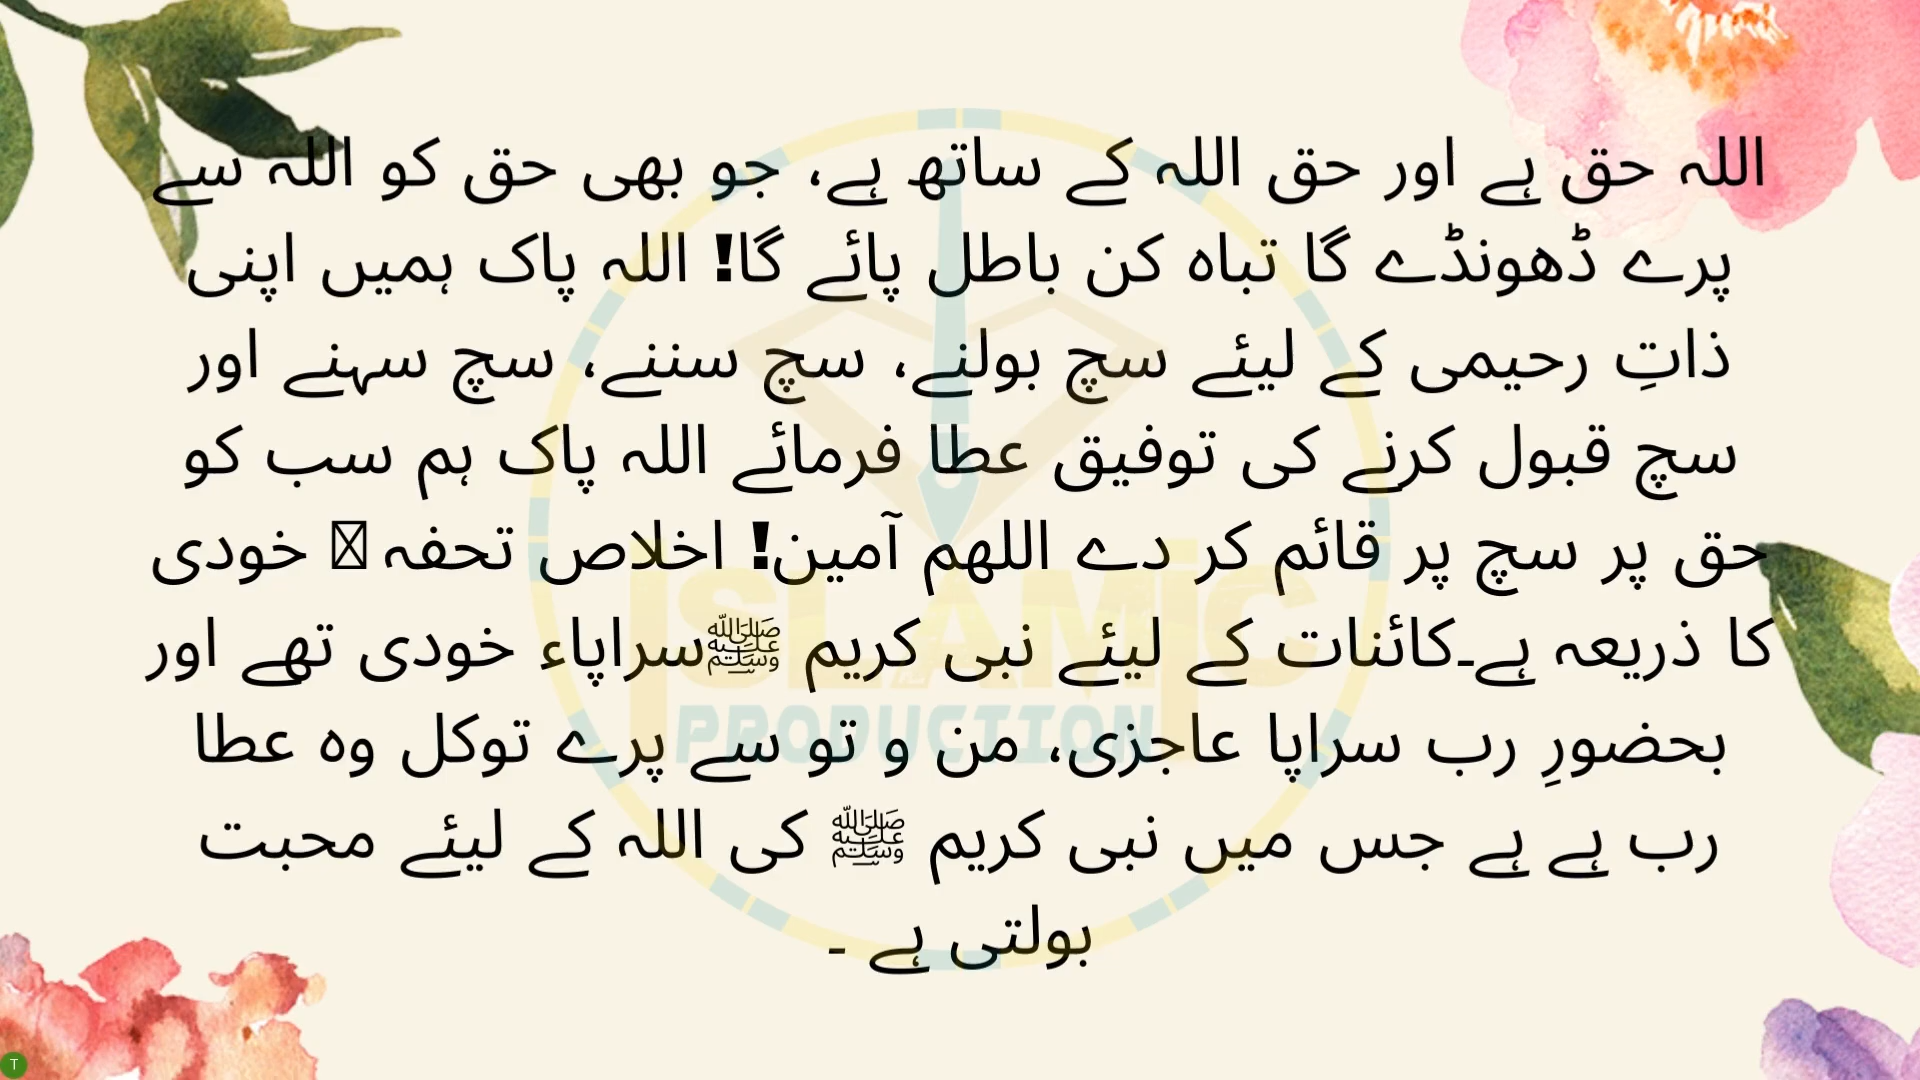 اللہ حق ہے اور حق اللہ کے ساتھ ہے، جو بھی حق کو اللہ سے
پرے ڈھونڈے گا تباہ کن باطل پائے گا! اللہ پاک ہمیں اپنی
ذاتِ رحیمی کے لیئے سچ بولنے، سچ سننے، سچ سہنے اور
سچ قبول کرنے کی توفیق عطا فرمائے اللہ پاک ہم سب کو
حق پر سچ پر قائم کر دے اللھم آمین! اخلاص تحفہ خودی
کا ذریعہ ہے۔کائنات کے لیئے نبی کریم ﷺسراپاء خودی تھے اور
بحضورِ رب سراپا عاجزی، من و تو سے پرے توکل وہ عطا
رب ہے ہے جس میں نبی کریم ﷺ کی اللہ کے لیئے محبت
بولتی ہے ۔
ISLAMIC
PRODUCTION
T